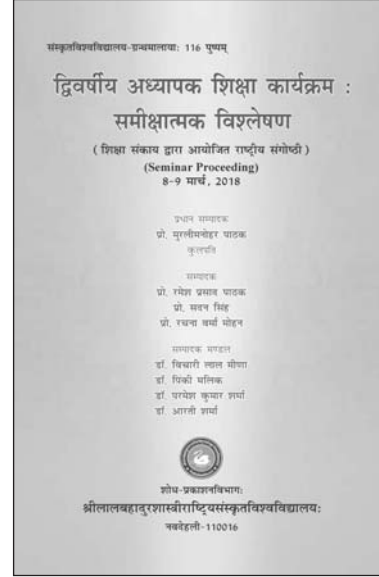 संस्कृतविश्वविद्यालय-ग्रन्थमालायाः 116 पुष्पम्
द्विवर्षीय अध्यापक शिक्षा कार्यक्रम :
समीक्षात्मक विश्लेषण
( शिक्षा संकाय द्वारा आयोजित राष्ट्रीय संगोष्ठी )
(Seminar Proceeding)
8-9 मार्च, 2018
प्रधान सम्पादक
प्रो. मुरलीमनोहर पाठक
कुलपति
सम्पादक
प्रो. रमेश प्रसाद पाठक
प्रो. सदन सिंह
प्रो. रचना वर्मा मोहन
सम्पादक मण्डल
डॉ. विचारी लाल मीणा
डॉ. पिंकी मलिक
डॉ. परमेश कुमार शर्मा
डॉ. आरती शर्मा
शोध-प्रकाशनविभागः
श्रीलालबहादुरशास्त्रीराष्ट्रियसंस्कृतविश्वविद्यालयः
नवदेहली-110016